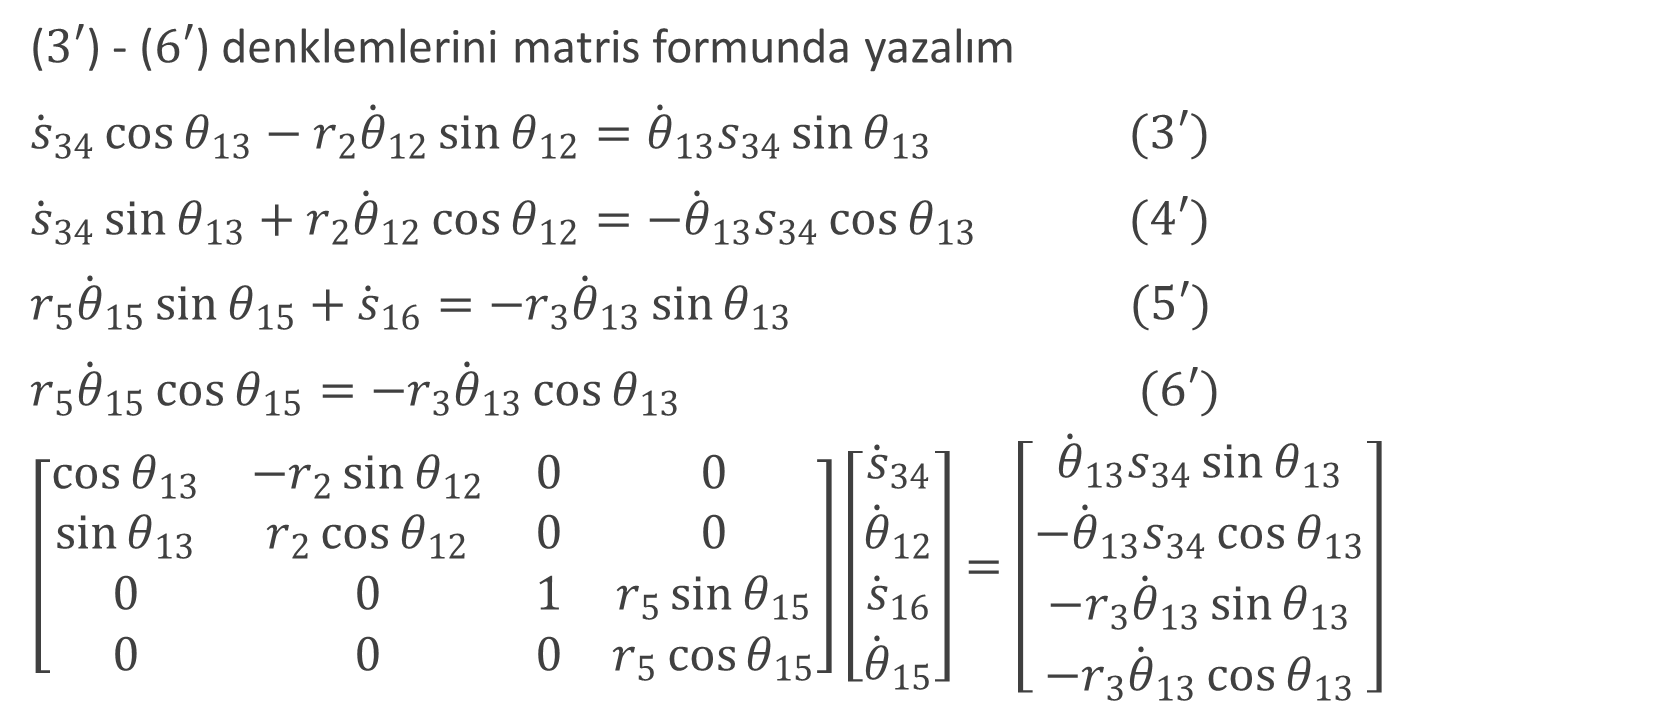 (3′) - (6′) denklemlerini matris formunda yazalım
ṡ₃₄ cos θ₁₃ − r₂θ̇₁₂ sin θ₁₂ = θ̇₁₃s₃₄ sin θ₁₃ (3′)
ṡ₃₄ sin θ₁₃ + r₂θ̇₁₂ cos θ₁₂ = −θ̇₁₃s₃₄ cos θ₁₃ (4′)
r₅θ̇₁₅ sin θ₁₅ + ṡ₁₆ = −r₃θ̇₁₃ sin θ₁₃ (5′)
r₅θ̇₁₅ cos θ₁₅ = −r₃θ̇₁₃ cos θ₁₃ (6′)
[cos θ₁₃ −r₂ sin θ₁₂ 0 0] [ṡ₃₄] = [θ̇₁₃s₃₄ sin θ₁₃]
[sin θ₁₃ r₂ cos θ₁₂ 0 0] [θ̇₁₂] [−θ̇₁₃s₃₄ cos θ₁₃]
[0 0 1 r₅ sin θ₁₅] [ṡ₁₆] [−r₃θ̇₁₃ sin θ₁₃]
[0 0 0 r₅ cos θ₁₅] [θ̇₁₅] [−r₃θ̇₁₃ cos θ₁₃]